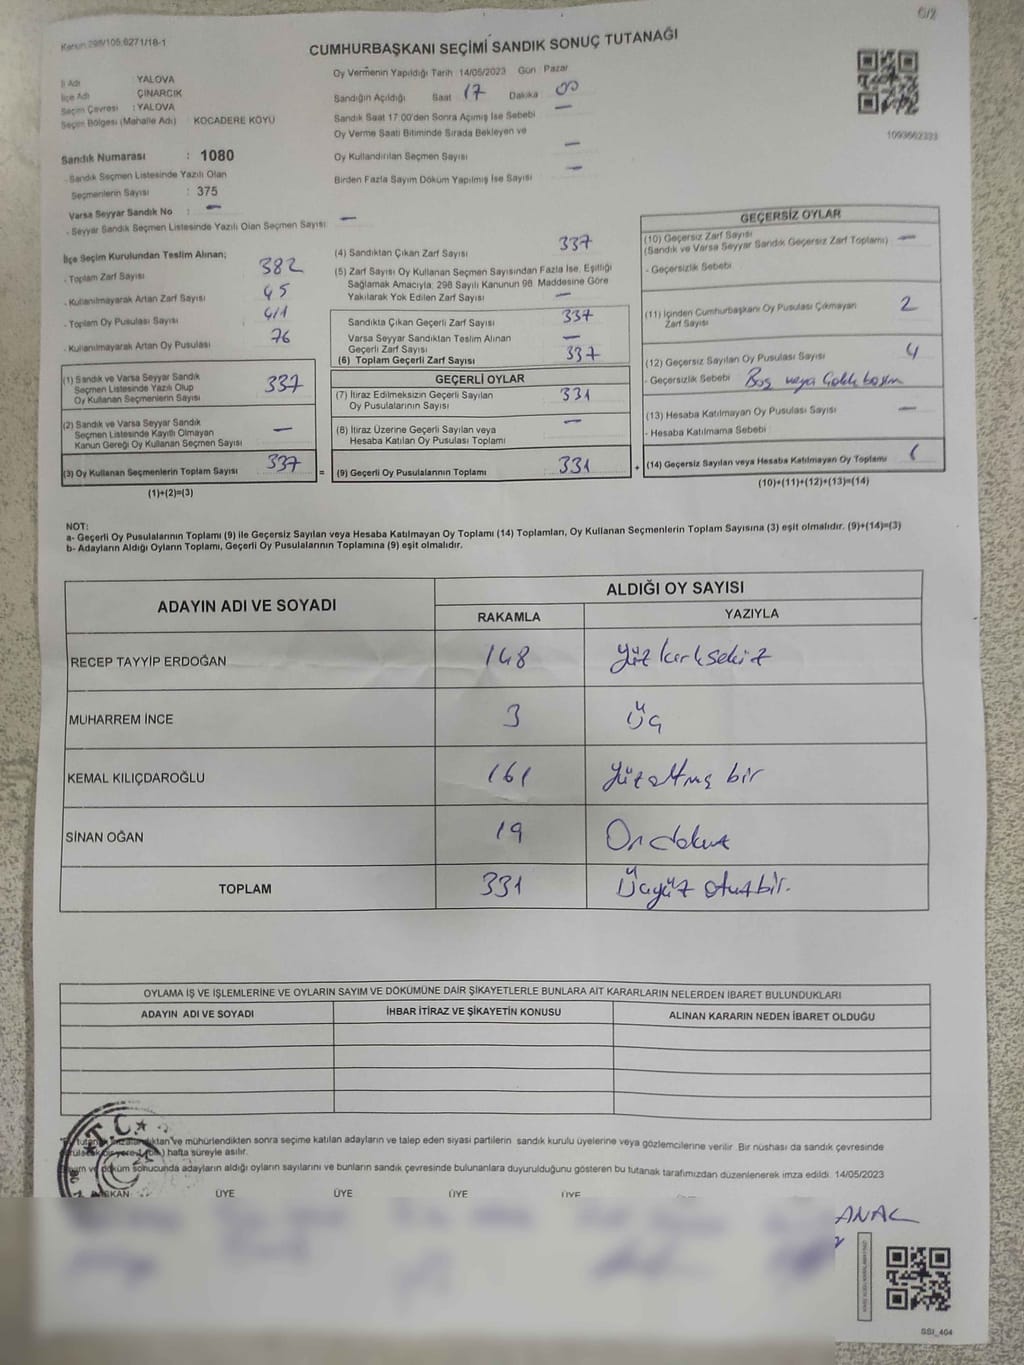 6/2
Kanun 298/105,6271/18-1
CUMHURBAŞKANI SEÇİMİ SANDIK SONUÇ TUTANAĞI
İl Adı : YALOVA
İlçe Adı : ÇINARCIK
Seçim Çevresi : YALOVA
Seçim Bölgesi (Mahalle Adı) KOCADERE KÖYÜ
Sandık Numarası : 1080
- Sandık Seçmen Listesinde Yazılı Olan
Seçmenlerin Sayısı : 375
Varsa Seyyar Sandık No : —
- Seyyar Sandık Seçmen Listesinde Yazılı Olan Seçmen Sayısı : —
Oy Vermenin Yapıldığı Tarih 14/05/2023 Gün Pazar
Sandığın Açıldığı Saat 17 Dakika 00
Sandık Saat 17:00'den Sonra Açımış İse Sebebi —
Oy Verme Saati Bitiminde Sırada Bekleyen ve
Oy Kullandırılan Seçmen Sayısı —
Birden Fazla Sayım Döküm Yapılmış İse Sayısı —
1093662333
İlçe Seçim Kurulundan Teslim Alınan;
- Toplam Zarf Sayısı 382
- Kullanılmayarak Artan Zarf Sayısı 45
- Toplam Oy Pusulası Sayısı 411
- Kullanılmayarak Artan Oy Pusulası 76
(1) Sandık ve Varsa Seyyar Sandık
Seçmen Listesinde Yazılı Olup
Oy Kullanan Seçmenlerin Sayısı 337
(2) Sandık ve Varsa Seyyar Sandık
Seçmen Listesinde Kayıtlı Olmayan
Kanun Gereği Oy Kullanan Seçmen Sayısı —
(3) Oy Kullanan Seçmenlerin Toplam Sayısı 337 =
(1)+(2)=(3)
(4) Sandıktan Çıkan Zarf Sayısı 337
(5) Zarf Sayısı Oy Kullanan Seçmen Sayısından Fazla İse, Eşitliği
Sağlamak Amacıyla; 298 Sayılı Kanunun 98. Maddesine Göre
Yakılarak Yok Edilen Zarf Sayısı —
Sandıkta Çıkan Geçerli Zarf Sayısı 337
Varsa Seyyar Sandıktan Teslim Alınan
Geçerli Zarf Sayısı —
(6) Toplam Geçerli Zarf Sayısı 337
GEÇERLİ OYLAR
(7) İtiraz Edilmeksizin Geçerli Sayılan
Oy Pusulalarının Sayısı 331
(8) İtiraz Üzerine Geçerli Sayılan veya
Hesaba Katılan Oy Pusulası Toplamı —
(9) Geçerli Oy Pusulalarının Toplamı 331 +
GEÇERSİZ OYLAR
(10) Geçersiz Zarf Sayısı
(Sandık ve Varsa Seyyar Sandık Geçersiz Zarf Toplamı) —
- Geçersizlik Sebebi
(11) İçinden Cumhurbaşkanı Oy Pusulası Çıkmayan
Zarf Sayısı 2
(12) Geçersiz Sayılan Oy Pusulası Sayısı 4
- Geçersizlik Sebebi Boş veya
(13) Hesaba Katılmayan Oy Pusulası Sayısı —
- Hesaba Katılmama Sebebi
(14) Geçersiz Sayılan veya Hesaba Katılmayan Oy Toplamı
(10)+(11)+(12)+(13)=(14)
NOT:
a- Geçerli Oy Pusulalarının Toplamı (9) ile Geçersiz Sayılan veya Hesaba Katılmayan Oy Toplamı (14) Toplamları, Oy Kullanan Seçmenlerin Toplam Sayısına (3) eşit olmalıdır. (9)+(14)=(3)
b- Adayların Aldığı Oyların Toplamı, Geçerli Oy Pusulalarının Toplamına (9) eşit olmalıdır.
ADAYIN ADI VE SOYADI
ALDIĞI OY SAYISI
RAKAMLA YAZIYLA
RECEP TAYYİP ERDOĞAN 148 Yüz kırk sekiz
MUHARREM İNCE 3 Üç
KEMAL KILIÇDAROĞLU 161 Yüz altmış bir
SİNAN OĞAN 19 On dokuz
TOPLAM 331 Üçyüz otuzbir.
OYLAMA İŞ VE İŞLEMLERİNE VE OYLARIN SAYIM VE DÖKÜMÜNE DAİR ŞİKAYETLERLE BUNLARA AİT KARARLARIN NELERDEN İBARET BULUNDUKLARI
ADAYIN ADI VE SOYADI İHBAR İTİRAZ VE ŞİKAYETİN KONUSU ALINAN KARARIN NEDEN İBARET OLDUĞU
T.C.
ve mühürlendikten sonra seçime katılan adayların ve talep eden siyasi partilerin sandık kurulu üyelerine veya gözlemcilerine verilir. Bir nüshası da sandık çevresinde
hafta süreyle asılır.
ve döküm sonucunda adayların aldığı oyların sayılarını ve bunların sandık çevresinde bulunanlara duyurulduğunu gösteren bu tutanak tarafımızdan düzenlenerek imza edildi. 14/05/2023
BAŞKAN ÜYE ÜYE ÜYE ÜYE
SSI_404